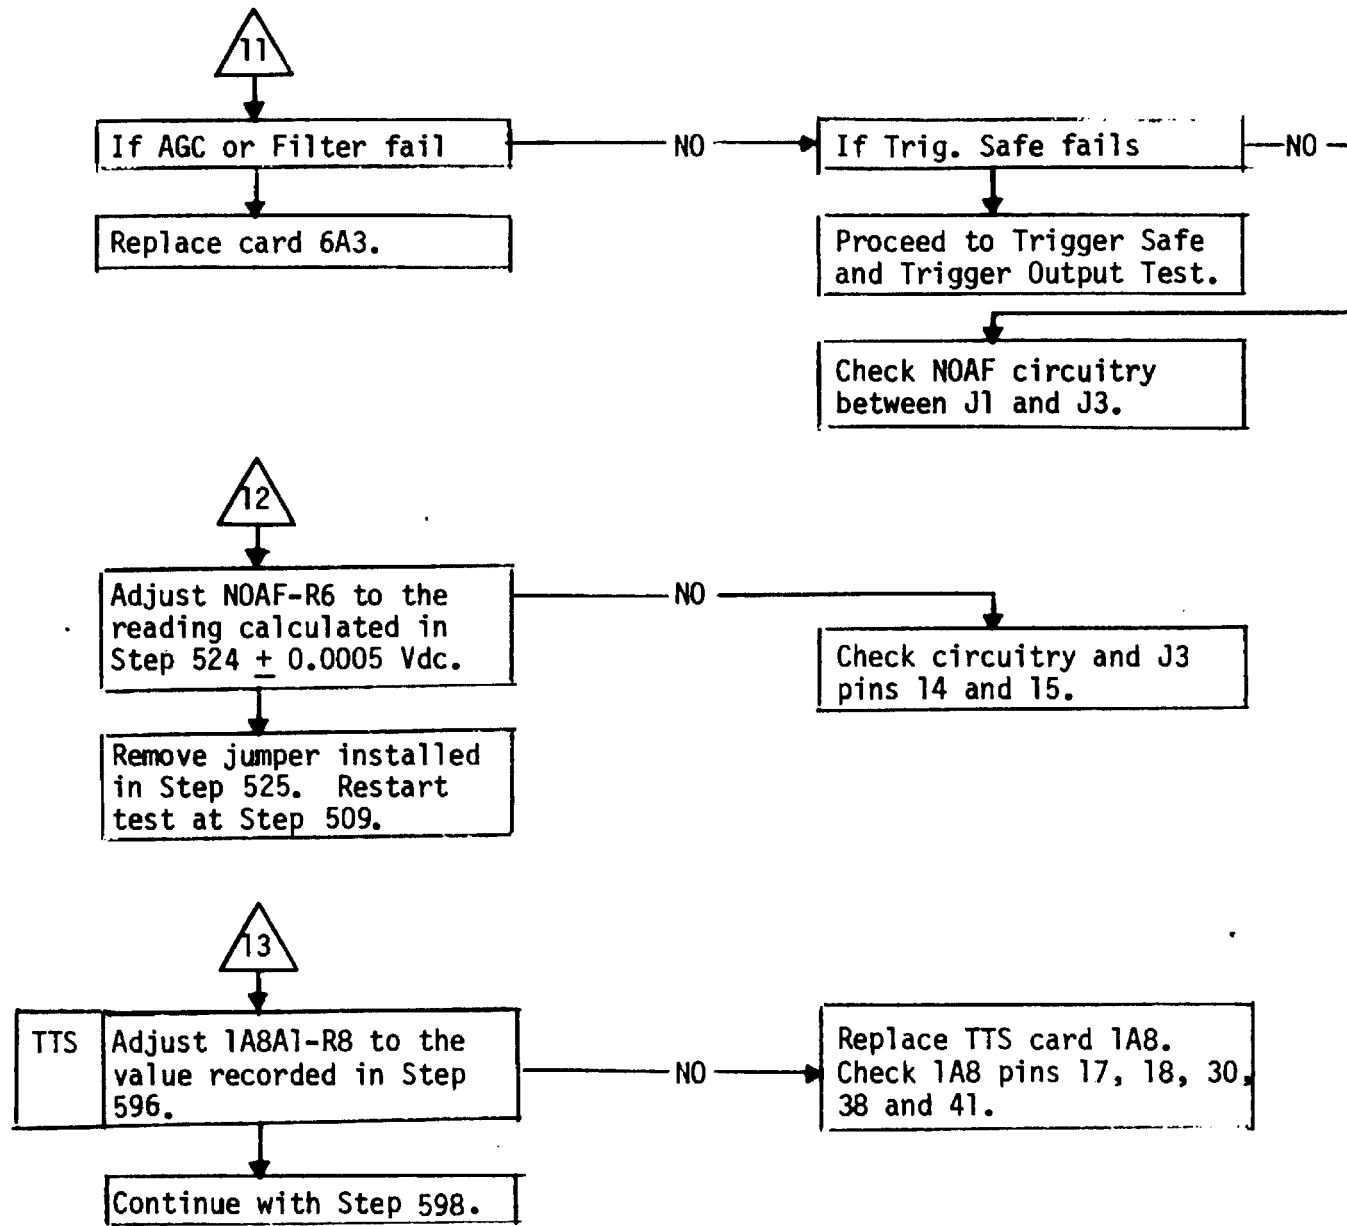 11
If AGC or Filter fail
NO
If Trig. Safe fails
NO
Replace card 6A3.
Proceed to Trigger Safe
and Trigger Output Test.
Check NOAF circuitry
between J1 and J3.
12
Adjust NOAF-R6 to the
reading calculated in
Step 524 ± 0.0005 Vdc.
NO
Check circuitry and J3
pins 14 and 15.
Remove jumper installed
in Step 525. Restart
test at Step 509.
13
TTS
Adjust 1A8A1-R8 to the
value recorded in Step
596.
NO
Replace TTS card 1A8.
Check 1A8 pins 17, 18, 30,
38 and 41.
Continue with Step 598.